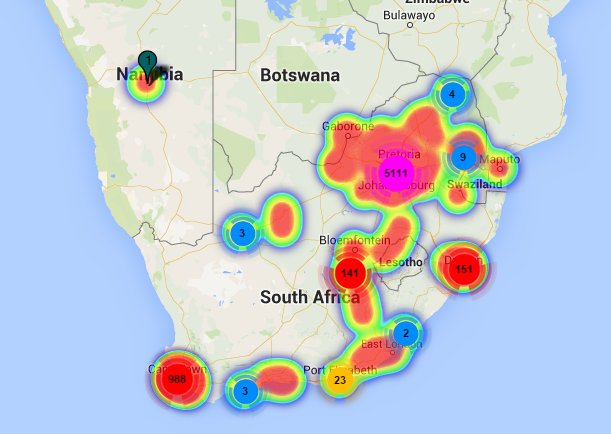 Zimbabwe
Bulawayo
1
Namibia
Botswana
4
Gaborone
Pretoria
9
Maputo
5111
Johannesburg
Swaziland
3
Bloemfontein
Lesotho
141
151
South Africa
2
East London
Cape Town
988
Port Elizabeth
3
23